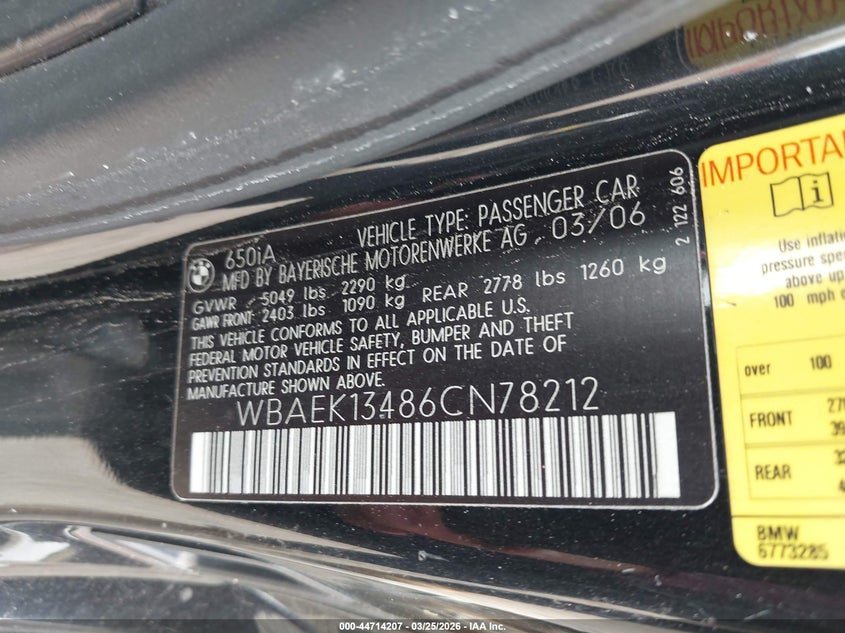 650iA VEHICLE TYPE: PASSENGER CAR
MFD BY BAYERISCHE MOTORENWERKE AG 03/06
GVWR 5049 lbs 2290 kg
GAWR FRONT: 2403 lbs 1090 kg REAR 2778 lbs 1260 kg
THIS VEHICLE CONFORMS TO ALL APPLICABLE U.S.
FEDERAL MOTOR VEHICLE SAFETY, BUMPER AND THEFT
PREVENTION STANDARDS IN EFFECT ON THE DATE OF
MANUFACTURE SHOWN ABOVE.
WBAEK13486CN78212
2 122 606
IMPORTA
Use inflati
pressure spe
above up
100 mph
over 100
FRONT
REAR
BMW
6773285
000-44714207 - 03/25/2026 - IAA Inc.